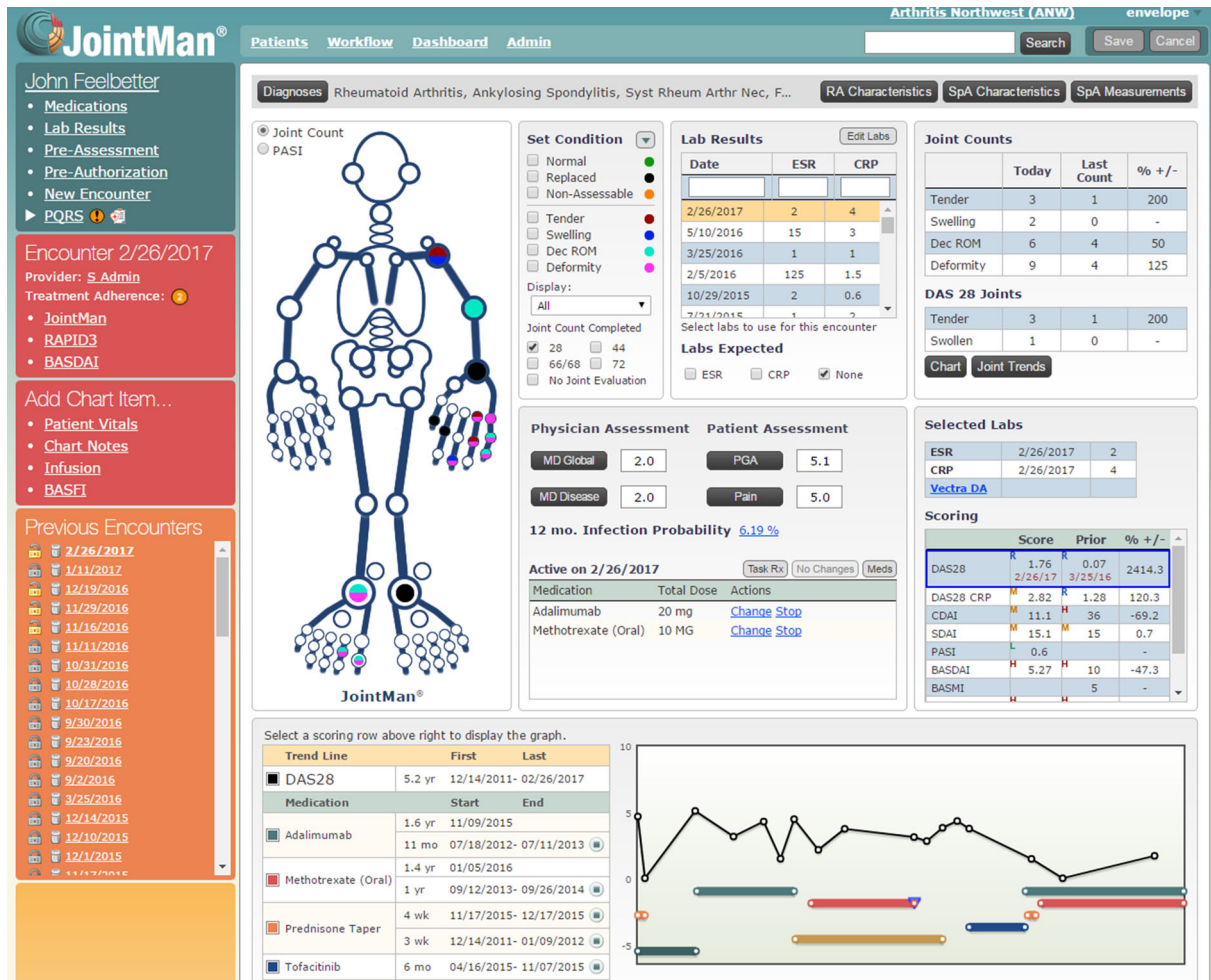 Arthritis Northwest (ANW) envelope
JointMan®
Patients Workflow Dashboard Admin
Search Save Cancel
John Feelbetter
Medications
Lab Results
Pre-Assessment
Pre-Authorization
New Encounter
PQRS
Encounter 2/26/2017
Provider: S Admin
Treatment Adherence: 2
JointMan
RAPID3
BASDAI
Add Chart Item...
Patient Vitals
Chart Notes
Infusion
BASFI
Previous Encounters
2/26/2017
1/11/2017
12/19/2016
11/29/2016
11/16/2016
11/11/2016
10/31/2016
10/28/2016
10/17/2016
9/30/2016
9/23/2016
9/20/2016
9/2/2016
3/25/2016
12/14/2015
12/10/2015
12/1/2015
11/17/2015
Diagnoses Rheumatoid Arthritis, Ankylosing Spondylitis, Syst Rheum Arthr Nec, F... RA Characteristics SpA Characteristics SpA Measurements
Joint Count
PASI
JointMan®
Set Condition
Normal
Replaced
Non-Assessable
Tender
Swelling
Dec ROM
Deformity
Display:
All
Joint Count Completed
28 44
66/68 72
No Joint Evaluation
Lab Results Edit Labs
Date ESR CRP
2/26/2017 2 4
5/10/2016 15 3
3/25/2016 1 1
2/5/2016 125 1.5
10/29/2015 2 0.6
7/21/2015 1 2
Select labs to use for this encounter
Labs Expected
ESR CRP None
Joint Counts
Today Last Count % +/-
Tender 3 1 200
Swelling 2 0 -
Dec ROM 6 4 50
Deformity 9 4 125
DAS 28 Joints
Tender 3 1 200
Swollen 1 0 -
Chart Joint Trends
Physician Assessment Patient Assessment
MD Global 2.0 PGA 5.1
MD Disease 2.0 Pain 5.0
12 mo. Infection Probability 6.19 %
Active on 2/26/2017 Task Rx No Changes Meds
Medication Total Dose Actions
Adalimumab 20 mg Change Stop
Methotrexate (Oral) 10 MG Change Stop
Selected Labs
ESR 2/26/2017 2
CRP 2/26/2017 4
Vectra DA
Scoring
Score Prior % +/-
DAS28 R 1.76 2/26/17 R 0.07 3/25/16 2414.3
DAS28 CRP M 2.82 R 1.28 120.3
CDAI M 11.1 H 36 -69.2
SDAI M 15.1 M 15 0.7
PASI L 0.6 -
BASDAI H 5.27 H 10 -47.3
BASMI 5 -
H H
Select a scoring row above right to display the graph.
Trend Line First Last
DAS28 5.2 yr 12/14/2011- 02/26/2017
Medication Start End
Adalimumab 1.6 yr 11/09/2015
11 mo 07/18/2012- 07/11/2013
Methotrexate (Oral) 1.4 yr 01/05/2016
1 yr 09/12/2013- 09/26/2014
Prednisone Taper 4 wk 11/17/2015- 12/17/2015
3 wk 12/14/2011- 01/09/2012
Tofacitinib 6 mo 04/16/2015- 11/07/2015
10
5
0
-5